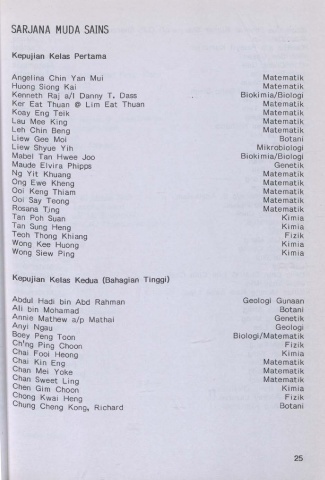 SARJANA MUDA SAINS
Kepujian Kelas Pertama
Angelina Chin Yan Mui Matematik
Huong Siong Kai Matematik
Kenneth Raj a/l Danny T. Dass Biokimia/Biologi
Ker Eat Thuan @ Lim Eat Thuan Matematik
Koay Eng Teik Matematik
Lau Mee King Matematik
Leh Chin Beng Matematik
Liew Gee Moi Botani
Liew Shyue Yih Mikrobiologi
Mabel Tan Hwee Joo Biokimia/Biologi
Maude Elvira Phipps Genetik
Ng Yit Khuang Matematik
Ong Ewe Kheng Matematik
Ooi Keng Thiam Matematik
Ooi Say Teong Matematik
Rosana Ting Matematik
Tan Poh Suan Kimia
Tan Sung Heng Kimia
Teoh Thong Khiang Fizik
Wong Kee Huong Kimia
Wong Siew Ping Kimia
Kepujian Kelas Kedua (Bahagian Tinggi)
Abdul Hadi bin Abd Rahman Geologi Gunaan
Ali bin Mohamad Botani
Annie Mathew a/p Mathai Genetik
Anyi Ngau Geologi
Boey Peng Toon Biologi/Matematik
Ch'ng Ping Choon Fizik
Chai Fooi Heong Kimia
Chai Kin Eng Matematik
Chan Mei Yoke Matematik
Chan Sweet Ling Matematik
Chen Gim Choon Kimia
Chong Kwai Heng Fizik
Chung Cheng Kong, Richard Botani
25